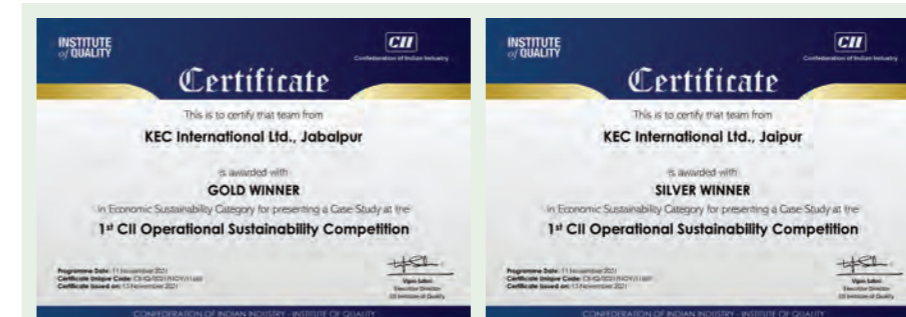 INSTITUTE
of QUALITY
CII
Confederation of Indian Industry
Certificate
This is to certify that team from
KEC International Ltd., Jabalpur
is awarded with
GOLD WINNER
in Economic Sustainability Category for presenting a Case Study at the
1st CII Operational Sustainability Competition
Programme Date: 11 November 2021
Certificate Unique Code:
Certificate Issued on: 13 November 2021
Vipin Sahni
Executive Director
CII Institute of Quality
CONFEDERATION OF INDIAN INDUSTRY - INSTITUTE OF QUALITY
INSTITUTE
of QUALITY
CII
Confederation of Indian Industry
Certificate
This is to certify that team from
KEC International Ltd., Jaipur
is awarded with
SILVER WINNER
in Economic Sustainability Category for presenting a Case Study at the
1st CII Operational Sustainability Competition
Programme Date: 11 November 2021
Certificate Unique Code:
Certificate Issued on: 13 November 2021
Vipin Sahni
Executive Director
CII Institute of Quality
CONFEDERATION OF INDIAN INDUSTRY - INSTITUTE OF QUALITY